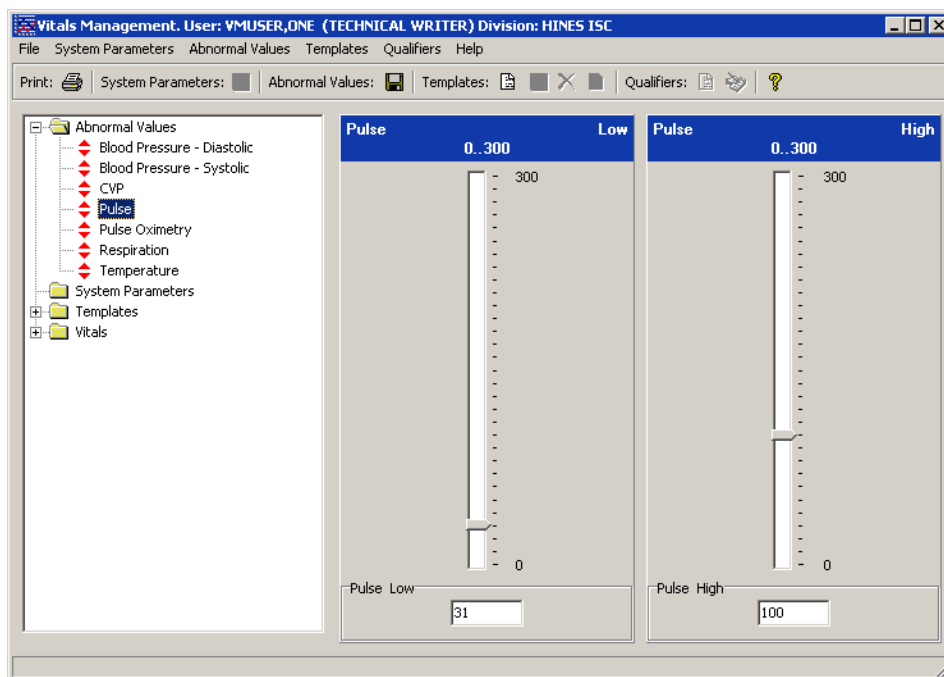 Vitals Management. User: VMUSER,ONE (TECHNICAL WRITER) Division: HINES ISC
File System Parameters Abnormal Values Templates Qualifiers Help
Print: System Parameters: Abnormal Values: Templates: Qualifiers:
Abnormal Values
Blood Pressure - Diastolic
Blood Pressure - Systolic
CVP
Pulse
Pulse Oximetry
Respiration
Temperature
System Parameters
Templates
Vitals
Pulse Low
0..300
300
0
Pulse Low
31
Pulse High
0..300
300
0
Pulse High
100